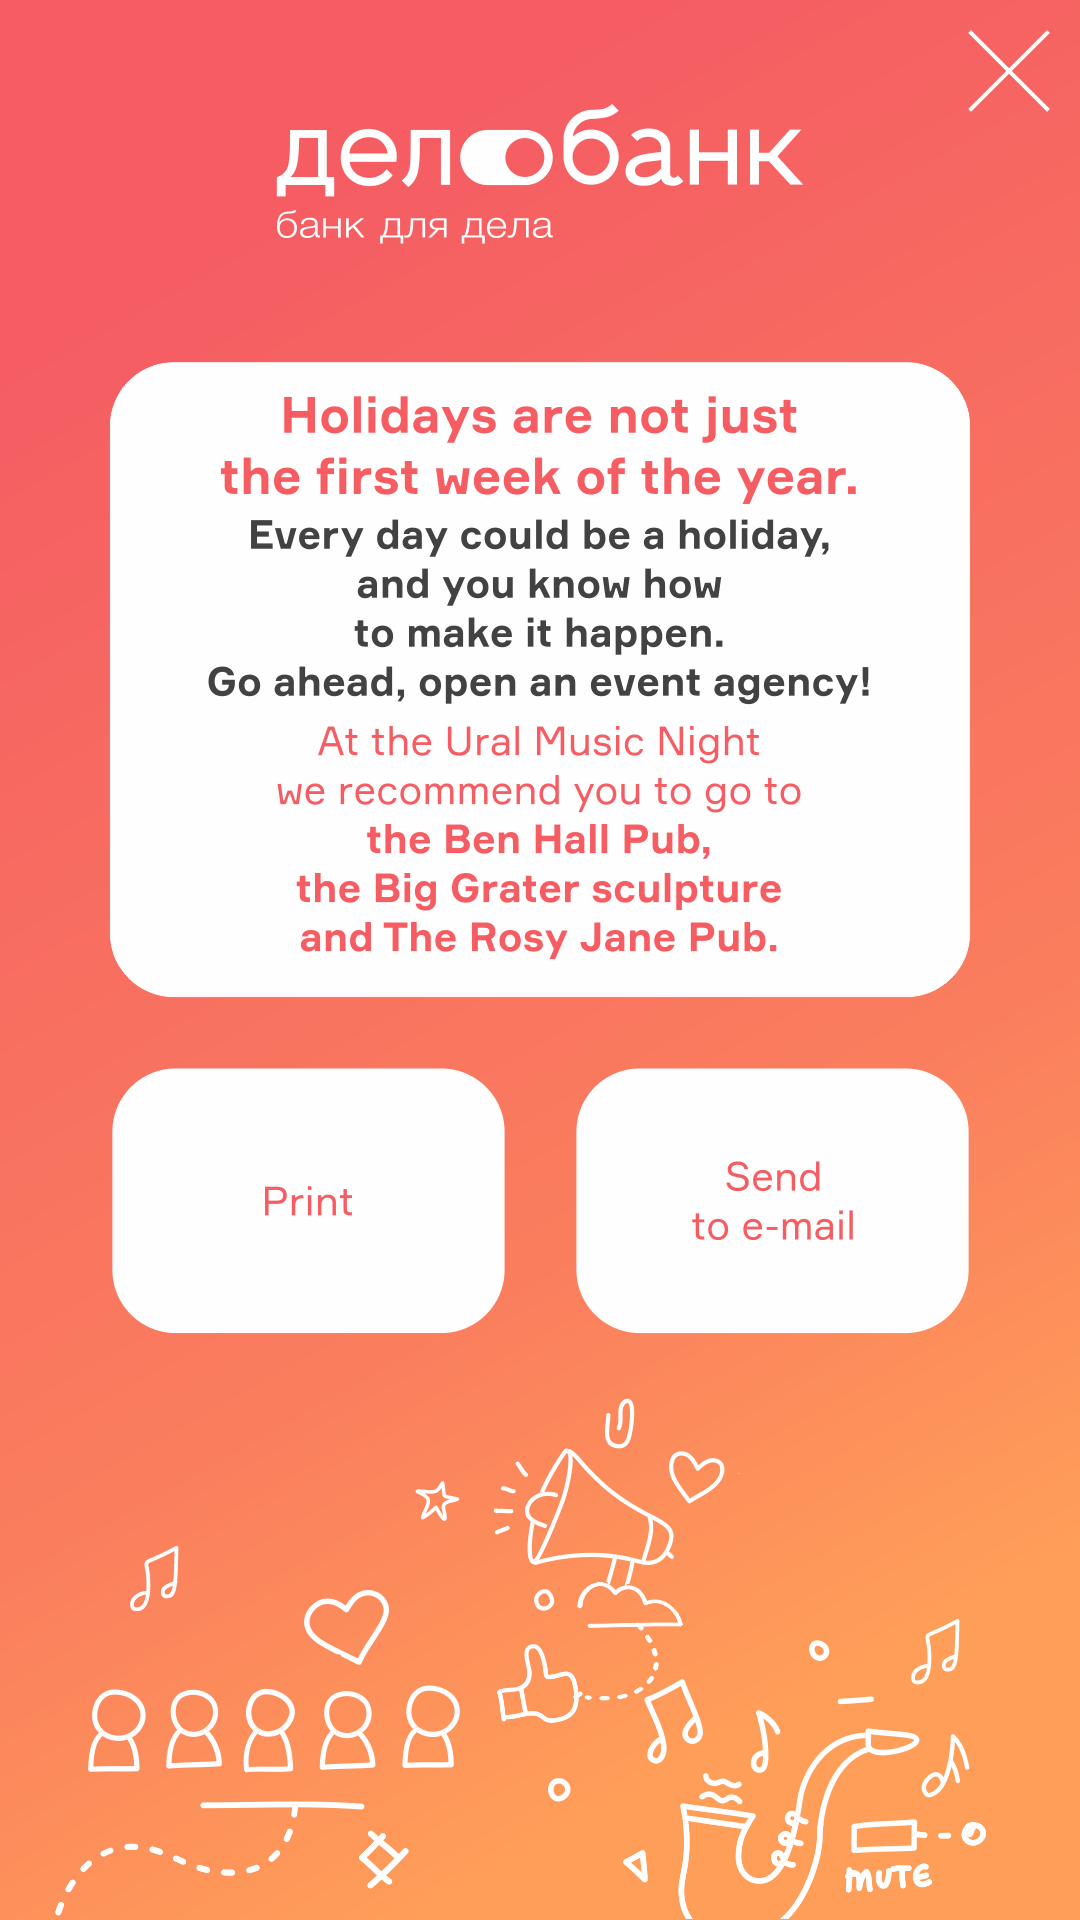 делобанк
банк для дела
Holidays are not just
the first week of the year.
Every day could be a holiday,
and you know how
to make it happen.
Go ahead, open an event agency!
At the Ural Music Night
we recommend you to go to
the Ben Hall Pub,
the Big Grater sculpture
and The Rosy Jane Pub.
Print
Send
to e-mail
MUTE